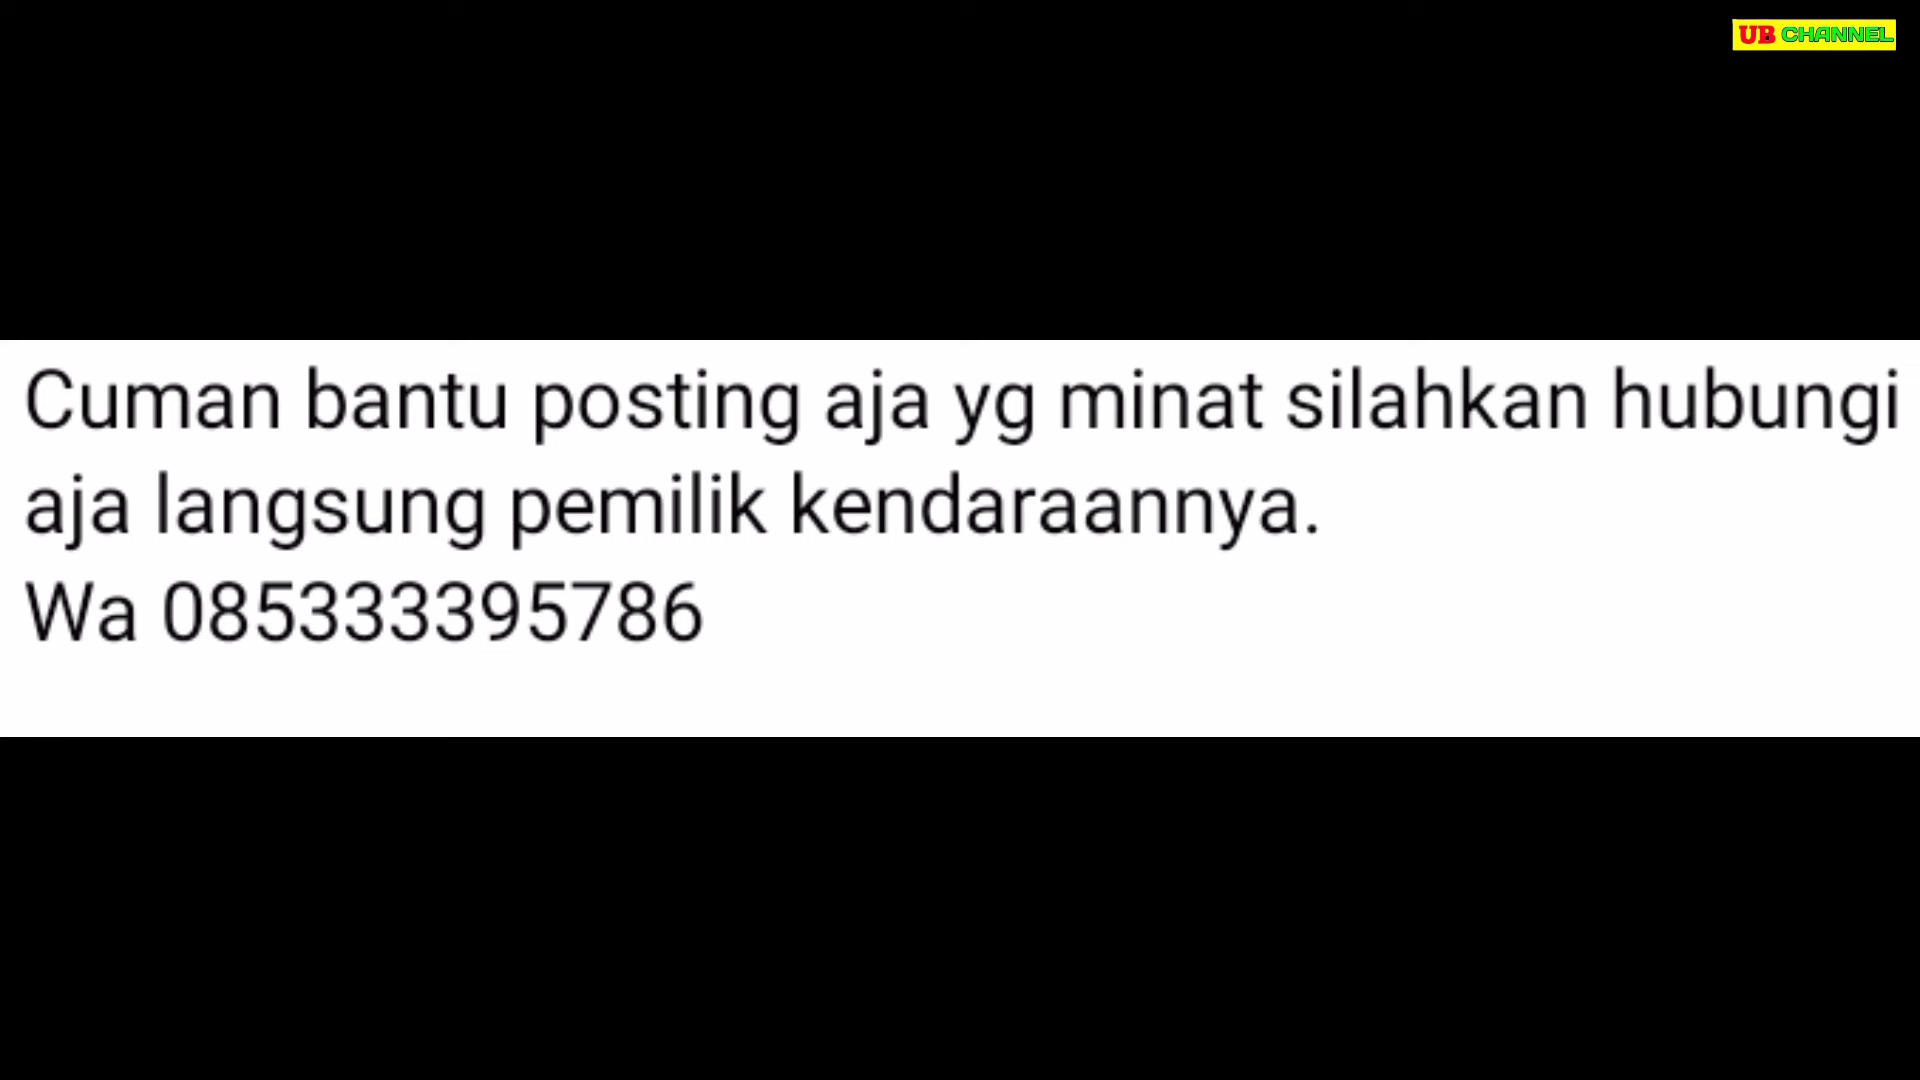 UB CHANNEL
Cuman bantu posting aja yg minat silahkan hubungi
aja langsung pemilik kendaraannya.
Wa 085333395786